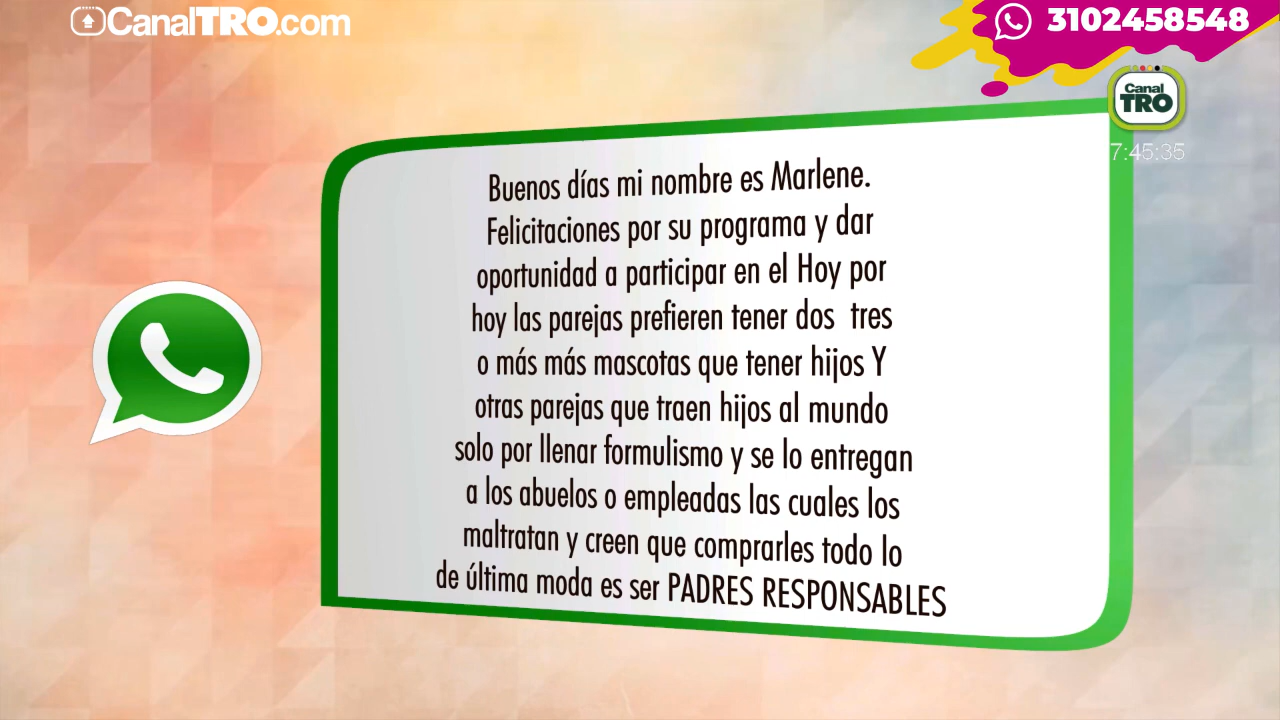 CanalTRO.com
3102458548
Canal
TRO
7:45:35
Buenos días mi nombre es Marlene.
Felicitaciones por su programa y dar
oportunidad a participar en el Hoy por
hoy las parejas prefieren tener dos  tres
o más más mascotas que tener hijos Y
otras parejas que traen hijos al mundo
solo por llenar formulismo y se lo entregan
a los abuelos o empleadas las cuales los
maltratan y creen que comprarles todo lo
de última moda es ser PADRES RESPONSABLES